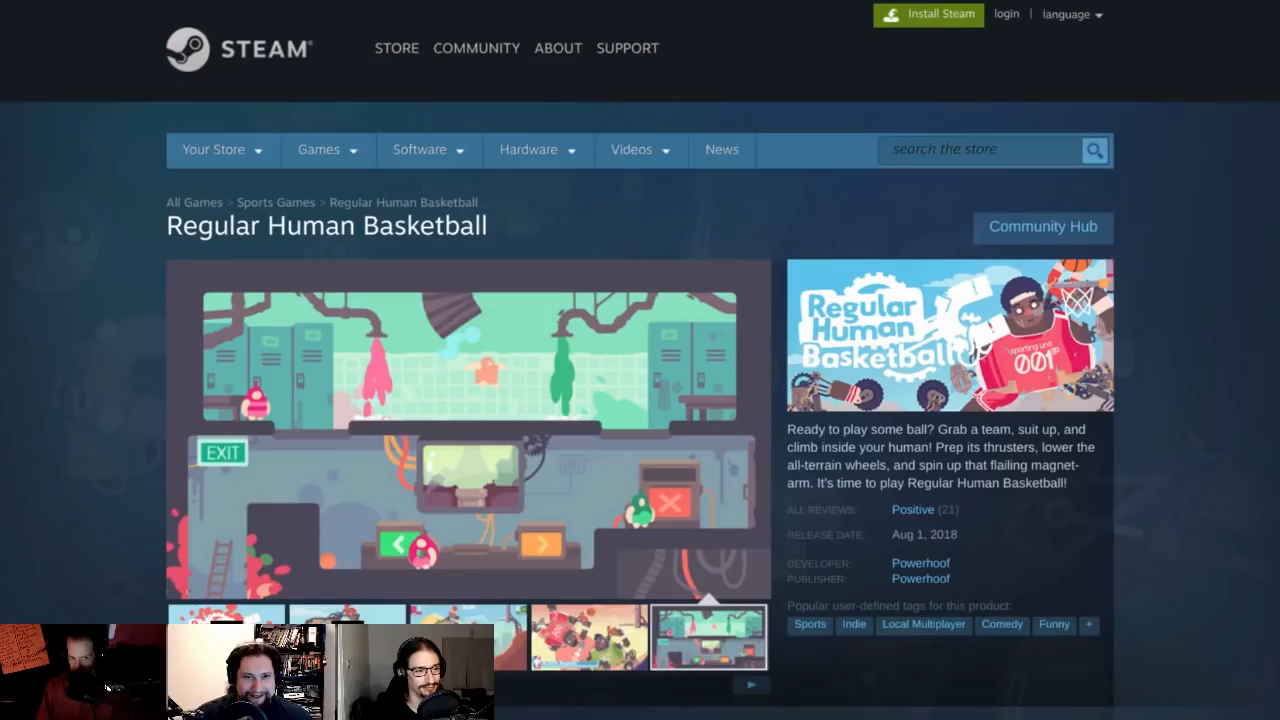 Install Steam
login
language
STEAM®
STORE COMMUNITY ABOUT SUPPORT
Your Store Games Software Hardware Videos News
search the store
All Games > Sports Games > Regular Human Basketball
Regular Human Basketball
Community Hub
EXIT
Regular
Human
Basketball
sporting unit
001
Ready to play some ball? Grab a team, suit up, and
climb inside your human! Prep its thrusters, lower the
all-terrain wheels, and spin up that flailing magnet-
arm. It's time to play Regular Human Basketball!
ALL REVIEWS: Positive (21)
RELEASE DATE: Aug 1, 2018
DEVELOPER: Powerhoof
PUBLISHER: Powerhoof
Popular user-defined tags for this product:
Sports Indie Local Multiplayer Comedy Funny +